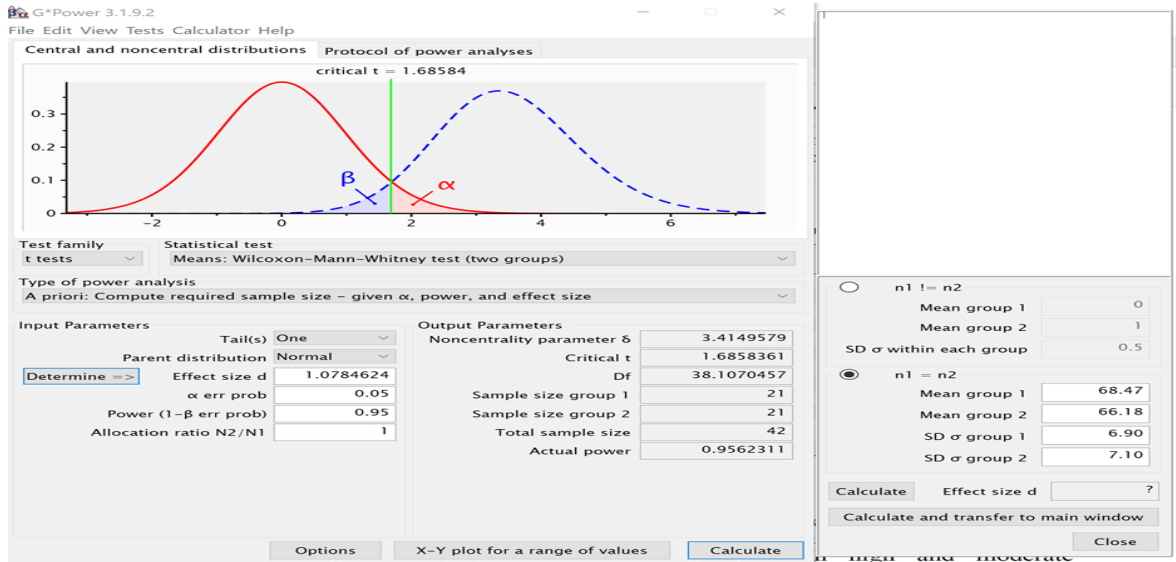 G*Power 3.1.9.2
File Edit View Tests Calculator Help
Central and noncentral distributions Protocol of power analyses
critical t = 1.68584
0.3
0.2
0.1
0
β
α
−2 0 2 4 6
Test family Statistical test
t tests Means: Wilcoxon-Mann-Whitney test (two groups)
Type of power analysis
A priori: Compute required sample size - given α, power, and effect size
Input Parameters
Tail(s) One
Parent distribution Normal
Determine => Effect size d 1.0784624
α err prob 0.05
Power (1-β err prob) 0.95
Allocation ratio N2/N1 1
Output Parameters
Noncentrality parameter δ 3.4149579
Critical t 1.6858361
Df 38.1070457
Sample size group 1 21
Sample size group 2 21
Total sample size 42
Actual power 0.9562311
Options X-Y plot for a range of values Calculate
n1 != n2
Mean group 1 0
Mean group 2 1
SD σ within each group 0.5
n1 = n2
Mean group 1 68.47
Mean group 2 66.18
SD σ group 1 6.90
SD σ group 2 7.10
Calculate Effect size d ?
Calculate and transfer to main window
Close
high and moderate